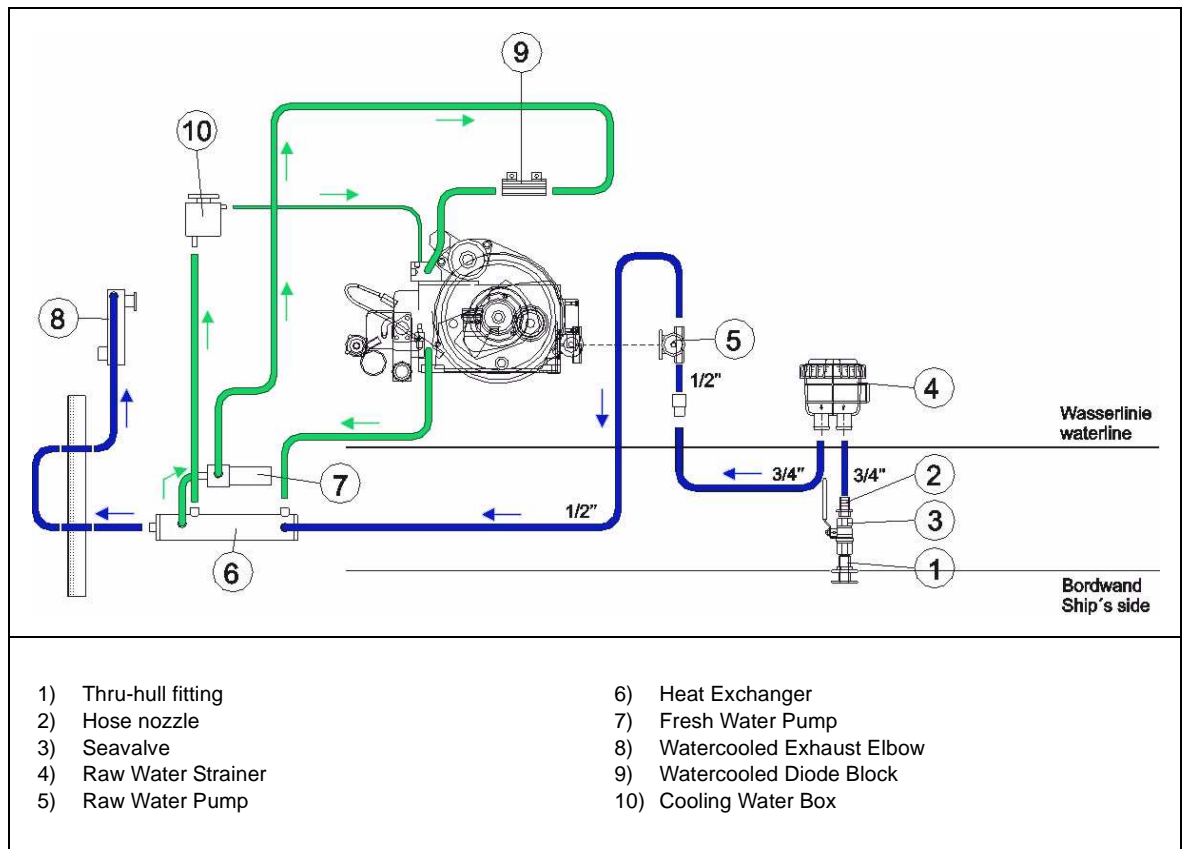 9
10
8
5
1/2"
4
Wasserlinie
waterline
3/4"
3/4"
2
7
1/2"
3
6
1
Bordwand
Ship´s side
1) Thru-hull fitting
2) Hose nozzle
3) Seavalve
4) Raw Water Strainer
5) Raw Water Pump
6) Heat Exchanger
7) Fresh Water Pump
8) Watercooled Exhaust Elbow
9) Watercooled Diode Block
10) Cooling Water Box